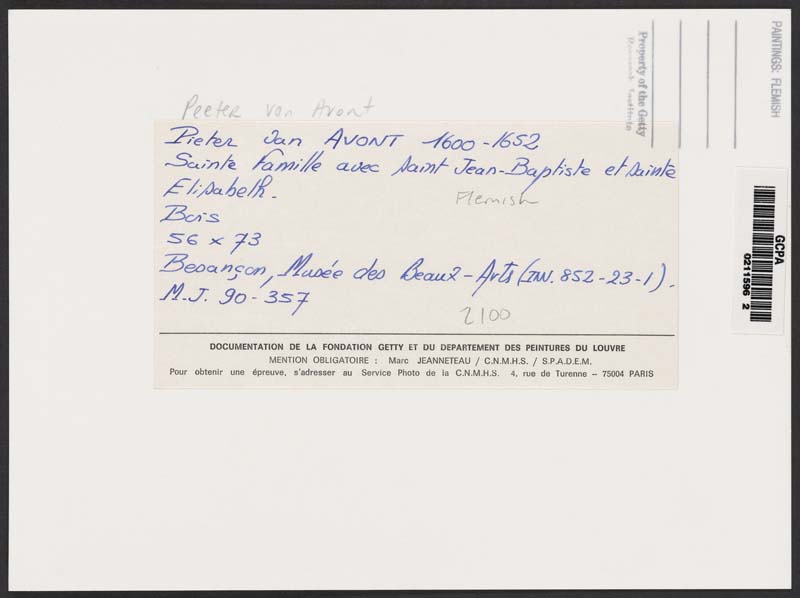 Peeter van Avont
Pieter van AVONT 1600-1652
Sainte Famille avec saint Jean-Baptiste et sainte
Elisabeth.
Flemish
Bois
56 x 73
Besançon, Musée des Beaux-Arts (INV. 852-23-1).
M.J. 90-357
2100
DOCUMENTATION DE LA FONDATION GETTY ET DU DEPARTEMENT DES PEINTURES DU LOUVRE
MENTION OBLIGATOIRE : Marc JEANNETEAU / C.N.M.H.S. / S.P.A.D.E.M.
Pour obtenir une épreuve, s'adresser au Service Photo de la C.N.M.H.S. 4, rue de Turenne – 75004 PARIS
Property of the Getty
Research Institute
PAINTINGS: FLEMISH
GCPA
0211596 2